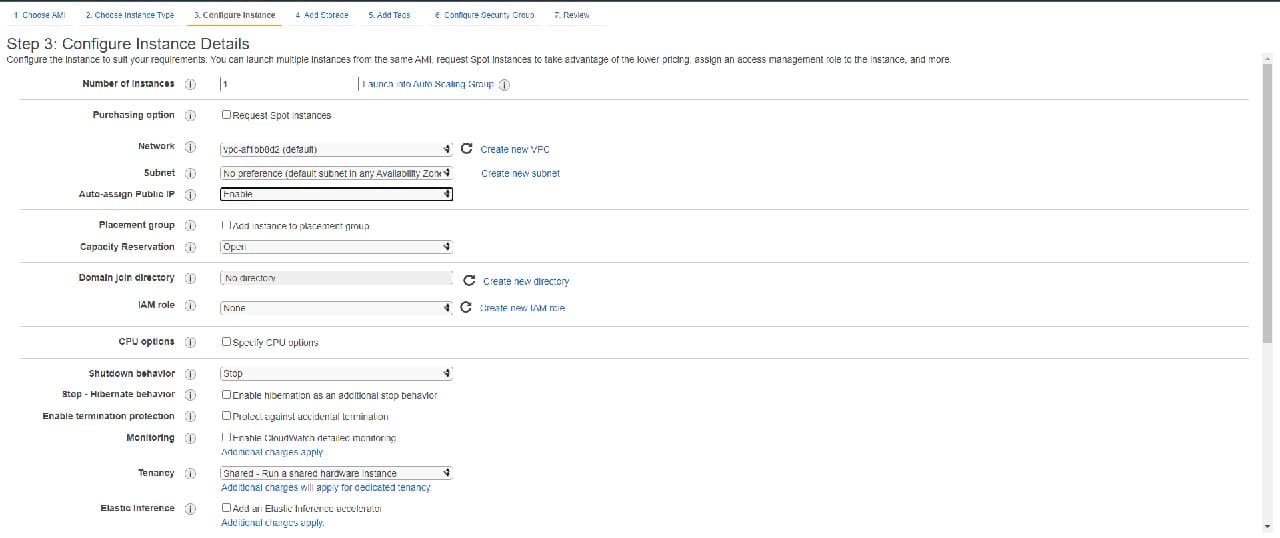 1. Choose AMI 2. Choose Instance Type 3. Configure Instance 4. Add Storage 5. Add Tags 6. Configure Security Group 7. Review
Step 3: Configure Instance Details
Configure the instance to suit your requirements. You can launch multiple instances from the same AMI, request Spot instances to take advantage of the lower pricing, assign an access management role to the instance, and more.
Number of instances 1 Launch into Auto Scaling Group
Purchasing option Request Spot instances
Network vpc-af1bb8d2 (default) Create new VPC
Subnet No preference (default subnet in any Availability Zone Create new subnet
Auto-assign Public IP Enable
Placement group Add instance to placement group
Capacity Reservation Open
Domain join directory No directory Create new directory
IAM role None Create new IAM role
CPU options Specify CPU options
Shutdown behavior Stop
Stop - Hibernate behavior Enable hibernation as an additional stop behavior
Enable termination protection Protect against accidental termination
Monitoring Enable CloudWatch detailed monitoring
Additional charges apply.
Tenancy Shared - Run a shared hardware instance
Additional charges will apply for dedicated tenancy.
Elastic Inference Add an Elastic Inference accelerator
Additional charges apply.